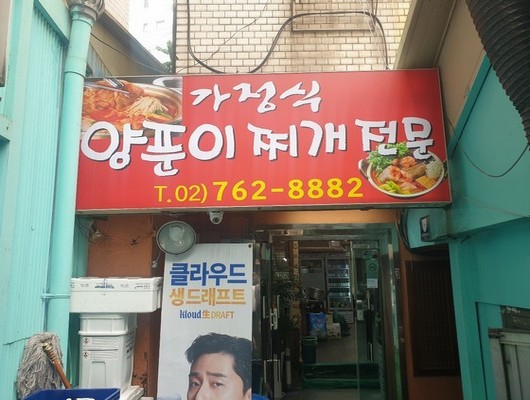 가정식
양푼이 찌개 전문
T.02) 762-8882
클라우드
생드래프트
kloud 生 DRAFT